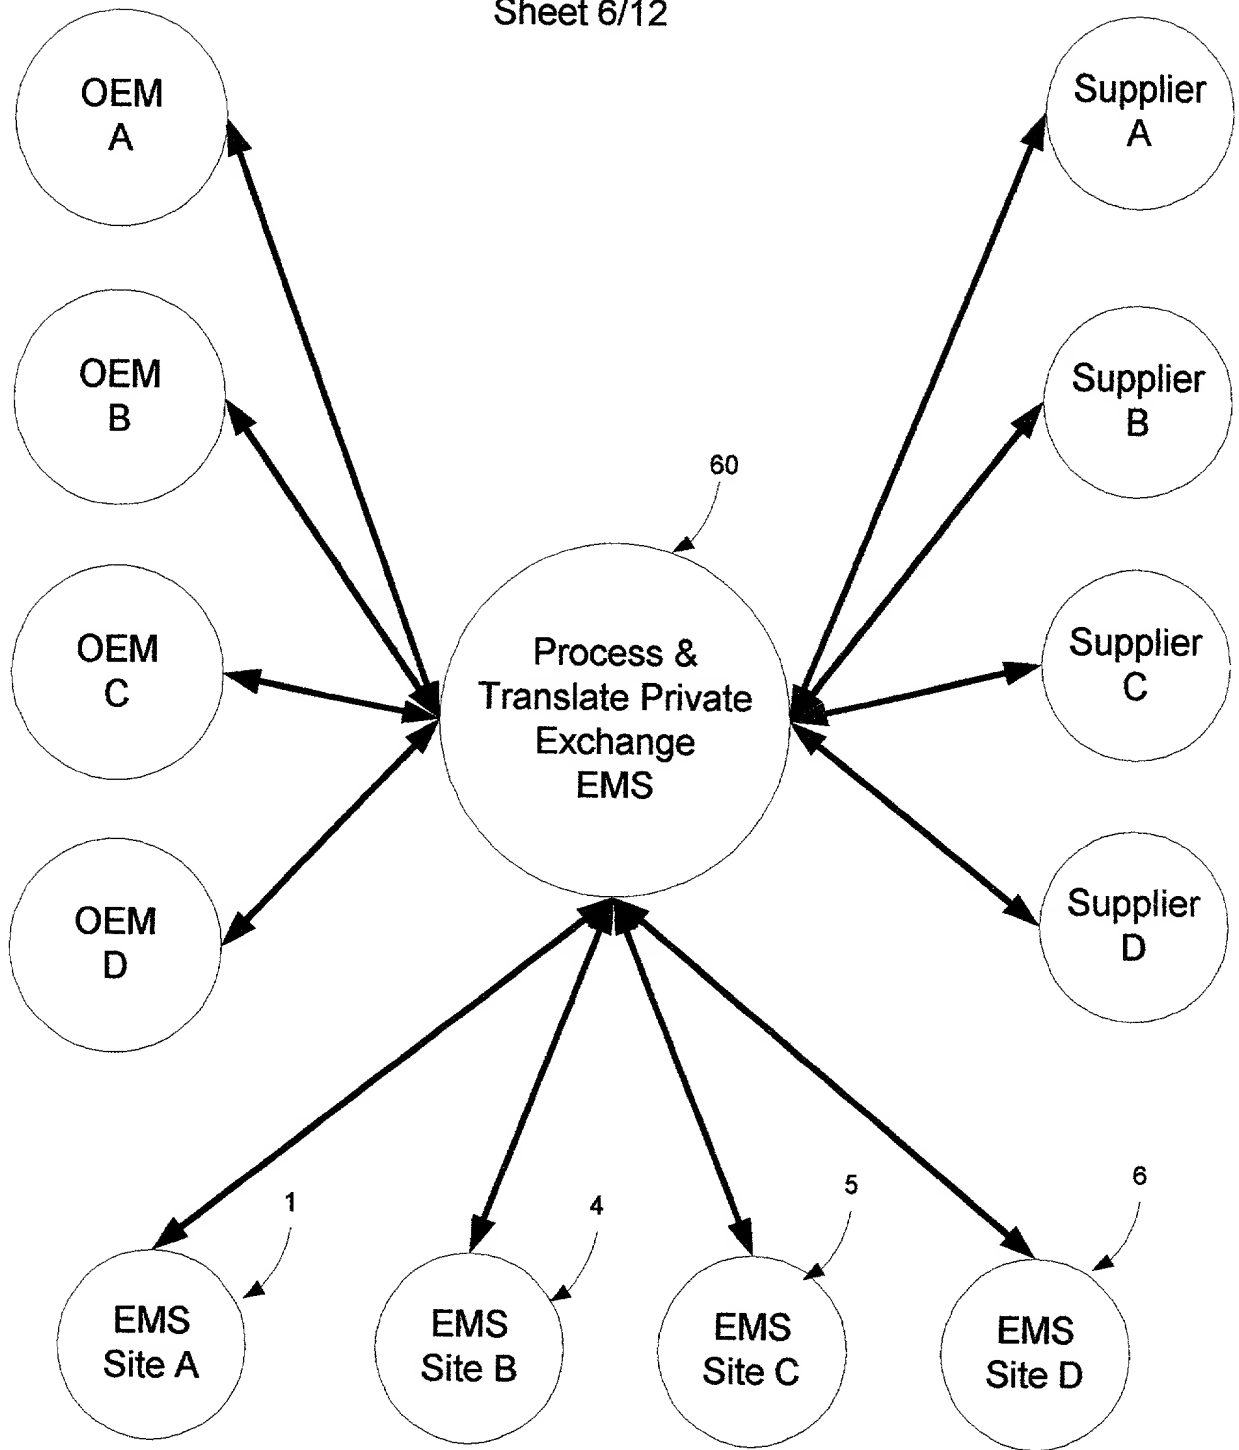 Sheet 6/12
OEM
A
Supplier
A
OEM
B
Supplier
B
60
OEM
C
Process &
Translate Private
Exchange
EMS
Supplier
C
OEM
D
Supplier
D
1
4
5
6
EMS
Site A
EMS
Site B
EMS
Site C
EMS
Site D